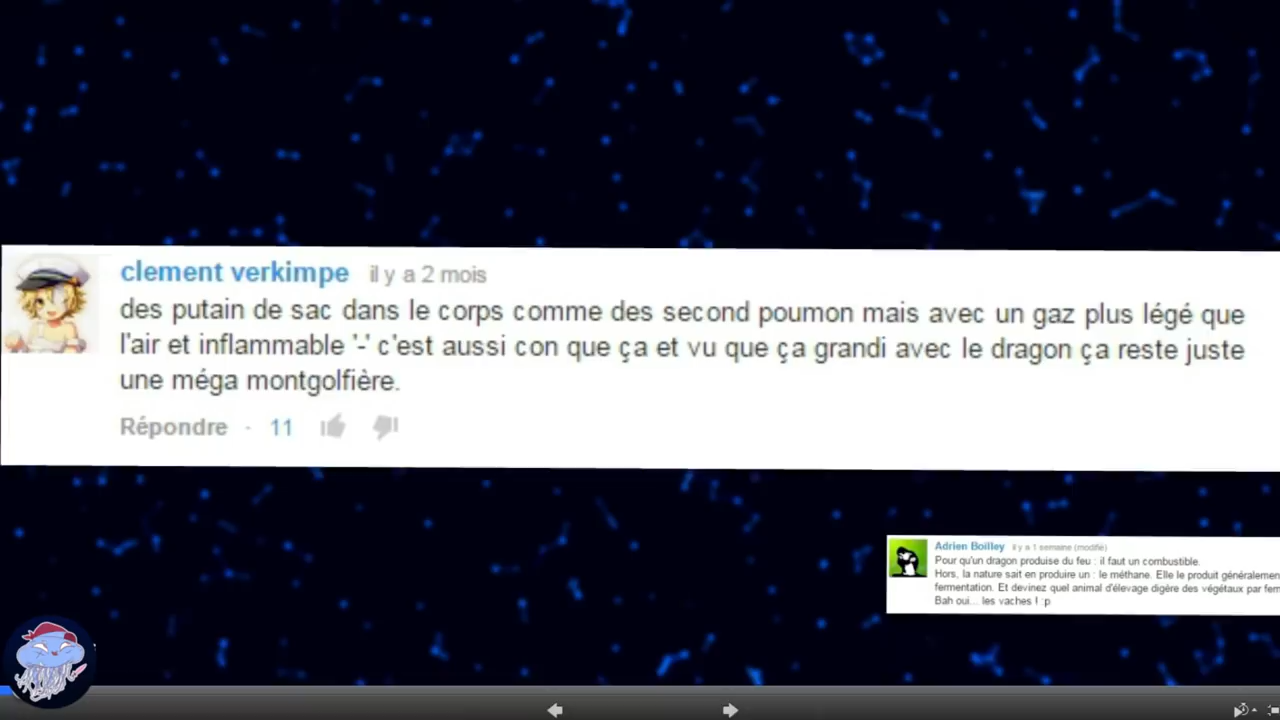 clement verkimpe il y a 2 mois
des putain de sac dans le corps comme des second poumon mais avec un gaz plus légé que
l'air et inflammable '-' c'est aussi con que ça et vu que ça grandi avec le dragon ça reste juste
une méga montgolfière.
Répondre · 11
Adrien Boilley il y a 1 semaine (modifié)
Pour qu'un dragon produise du feu : il faut un combustible.
Hors, la nature sait en produire un : le méthane. Elle le produit généralemen
fermentation. Et devinez quel animal d'élevage digère des végétaux par fer
Bah oui... les vaches ! :p